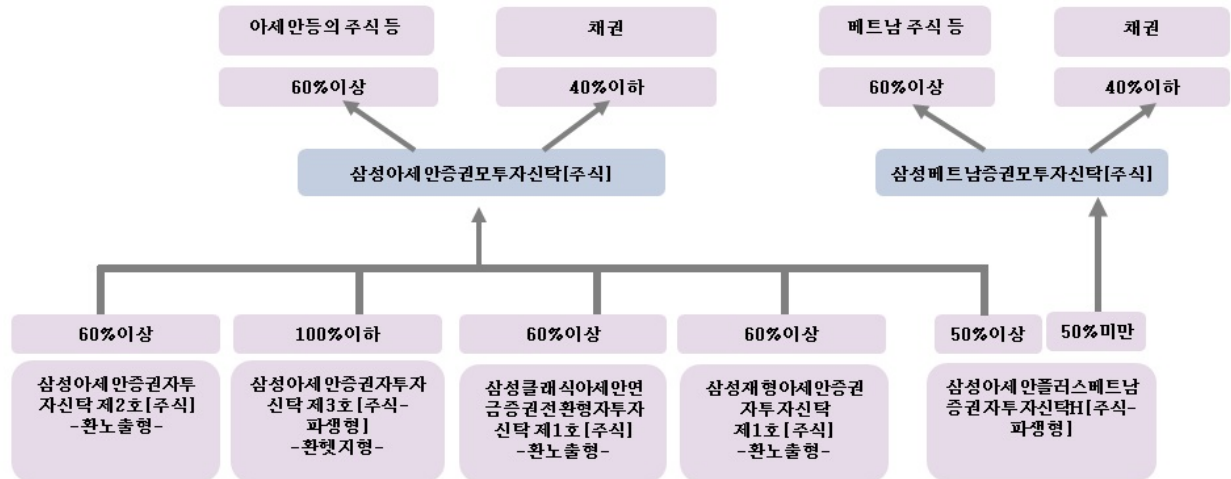 아세안등의 주식 등
채권
베트남 주식 등
채권
60%이상
40%이하
60%이상
40%이하
삼성아세안증권모투자신탁[주식]
삼성베트남증권모투자신탁[주식]
60%이상
100%이하
60%이상
60%이상
50%이상
50%미만
삼성아세안증권자투
자신탁 제2호[주식]
-환노출형-
삼성아세안증권자투자
신탁 제3호[주식-
파생형]
-환헷지형-
삼성클래식아세안연
금증권전환형자투자
신탁 제1호[주식]
-환노출형-
삼성재형아세안증권
자투자신탁
제1호[주식]
-환노출형-
삼성아세안플러스베트남
증권자투자신탁H[주식-
파생형]